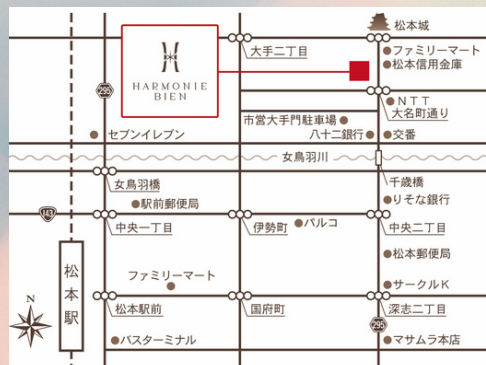 松本城
大手二丁目
ファミリーマート
松本信用金庫
HARMONIE
BIEN
295
NTT
大名町通り
市営大手門駐車場
セブンイレブン
八十二銀行
交番
女鳥羽川
千歳橋
女鳥羽橋
りそな銀行
駅前郵便局
143
中央一丁目
伊勢町
パルコ
中央二丁目
松本郵便局
松本駅
ファミリーマート
サークルK
N
松本駅前
国府町
深志二丁目
295
バスターミナル
マサムラ本店